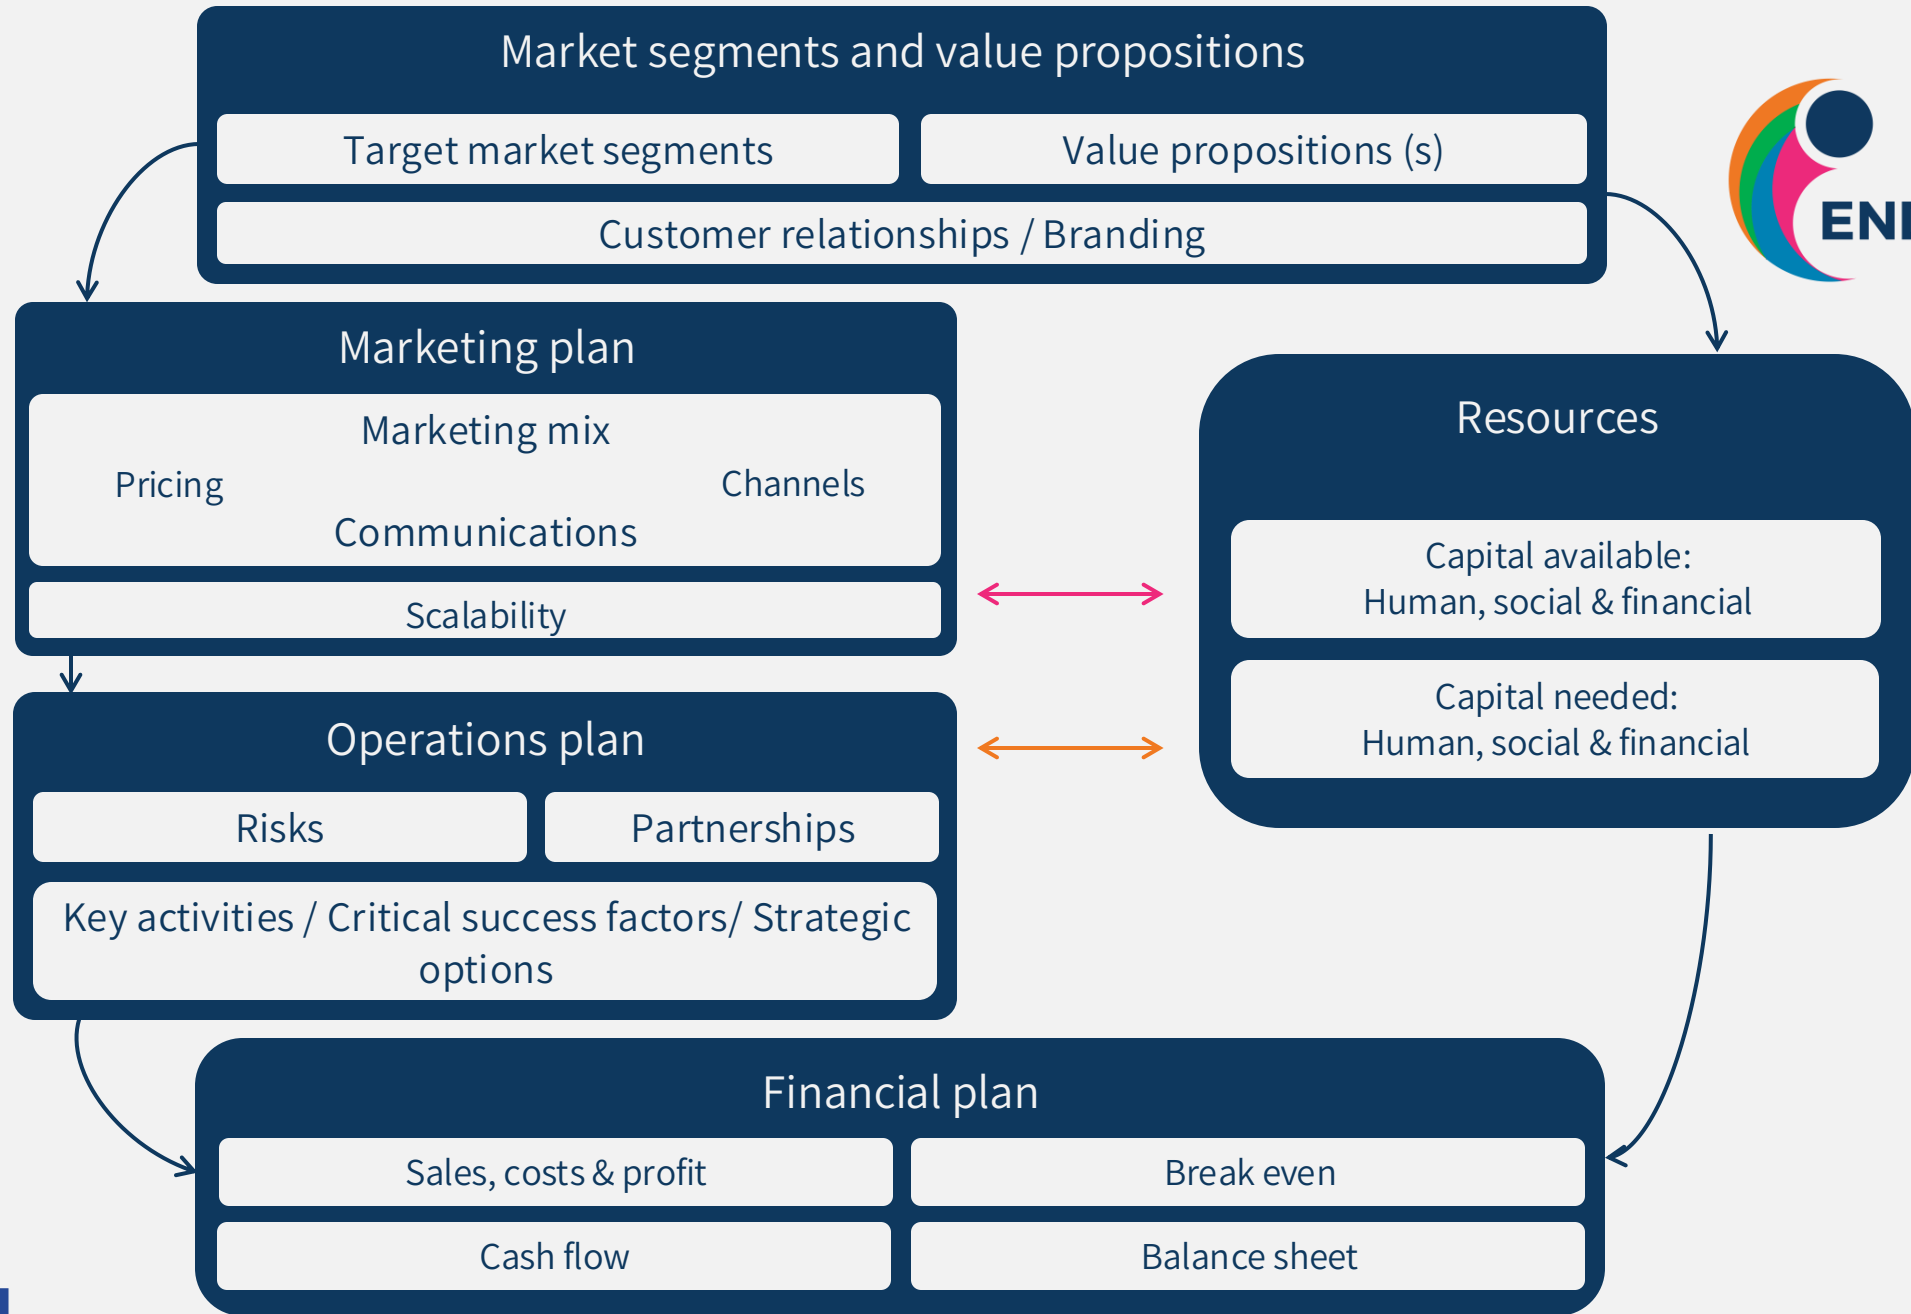 Market segments and value propositions
Target market segments
Value propositions (s)
Customer relationships / Branding
Marketing plan
Marketing mix
Pricing
Channels
Communications
Scalability
Resources
Capital available:
Human, social & financial
Capital needed:
Human, social & financial
Operations plan
Risks
Partnerships
Key activities / Critical success factors/ Strategic
options
Financial plan
Sales, costs & profit
Break even
Cash flow
Balance sheet